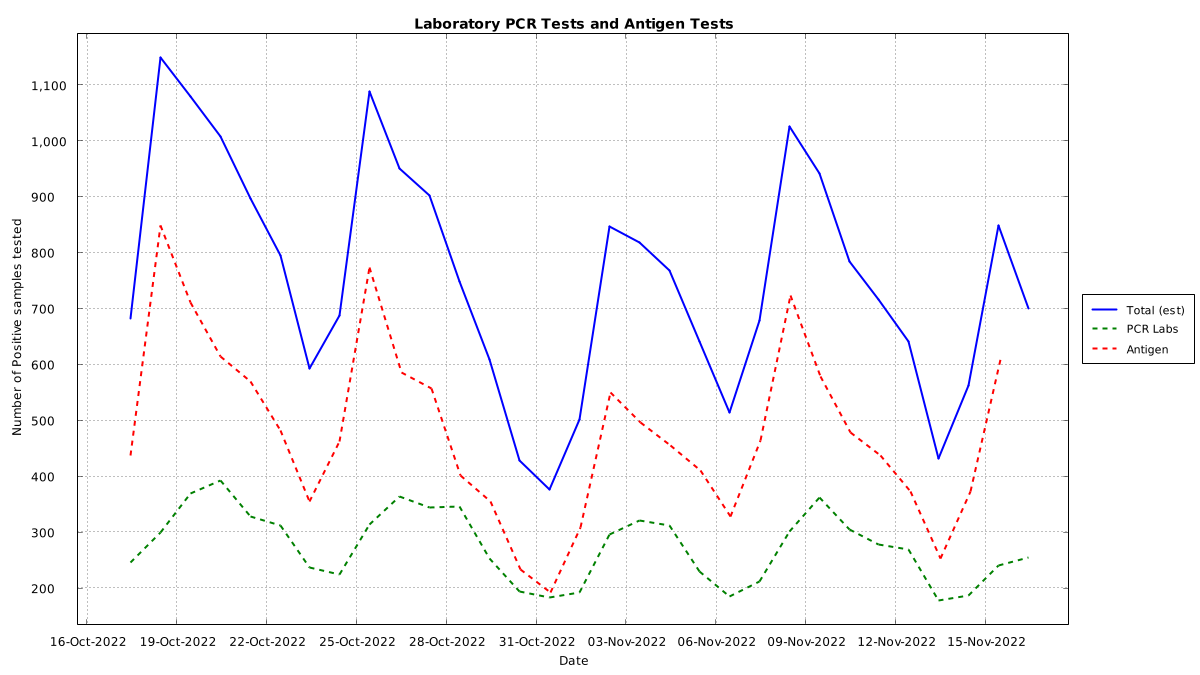 Laboratory PCR Tests and Antigen Tests
1,100
1,000
900
800
700
600
500
400
300
200
Number of Positive samples tested
16-Oct-2022 19-Oct-2022 22-Oct-2022 25-Oct-2022 28-Oct-2022 31-Oct-2022 03-Nov-2022 06-Nov-2022 09-Nov-2022 12-Nov-2022 15-Nov-2022
Date
Total (est)
PCR Labs
Antigen